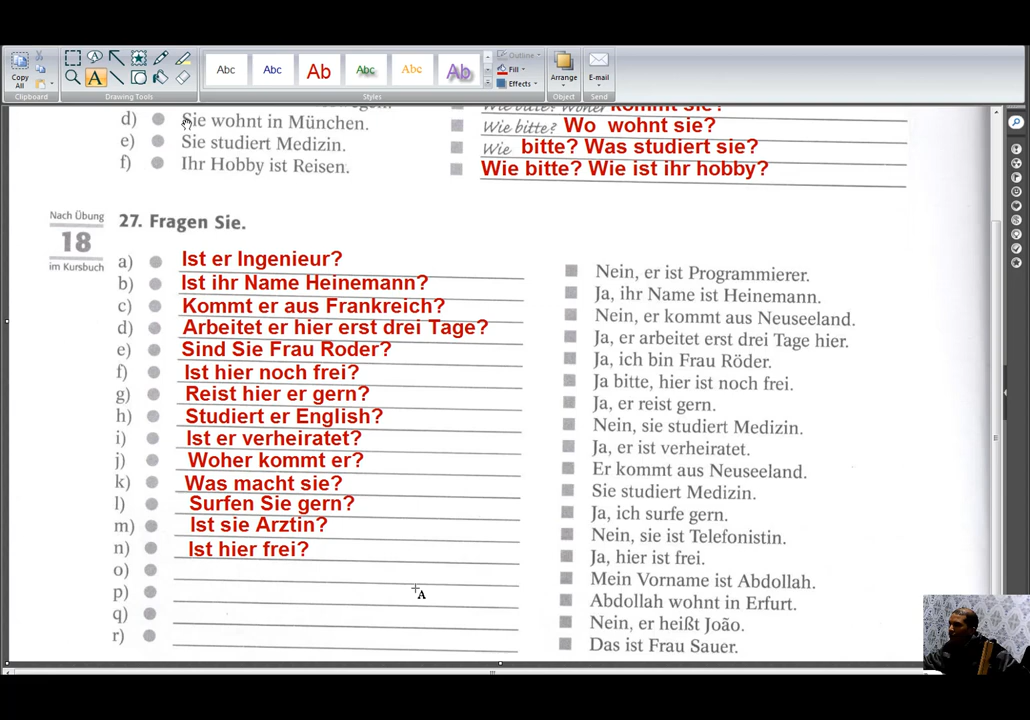 Copy
All
Clipboard
Drawing Tools
Abc Abc Ab Abc Abc Ab
Styles
Outline
Fill
Effects
Arrange
Object
E-mail
Send
Wie bitte? Woher kommt sie?
d) Sie wohnt in München. Wie bitte? Wo wohnt sie?
e) Sie studiert Medizin. Wie bitte? Was studiert sie?
f) Ihr Hobby ist Reisen. Wie bitte? Wie ist ihr hobby?
Nach Übung
18
im Kursbuch
27. Fragen Sie.
a) Ist er Ingenieur? Nein, er ist Programmierer.
b) Ist ihr Name Heinemann? Ja, ihr Name ist Heinemann.
c) Kommt er aus Frankreich? Nein, er kommt aus Neuseeland.
d) Arbeitet er hier erst drei Tage? Ja, er arbeitet erst drei Tage hier.
e) Sind Sie Frau Roder? Ja, ich bin Frau Röder.
f) Ist hier noch frei? Ja bitte, hier ist noch frei.
g) Reist hier er gern? Ja, er reist gern.
h) Studiert er English? Nein, sie studiert Medizin.
i) Ist er verheiratet? Ja, er ist verheiratet.
j) Woher kommt er? Er kommt aus Neuseeland.
k) Was macht sie? Sie studiert Medizin.
l) Surfen Sie gern? Ja, ich surfe gern.
m) Ist sie Arztin? Nein, sie ist Telefonistin.
n) Ist hier frei? Ja, hier ist frei.
o) Mein Vorname ist Abdollah.
p) Abdollah wohnt in Erfurt.
q) Nein, er heißt João.
r) Das ist Frau Sauer.
A